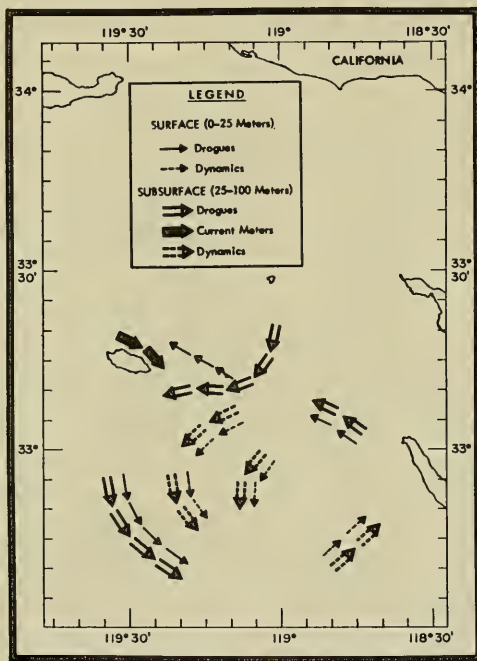 119° 30' 119° 118° 30'
CALIFORNIA
34° 34°
LEGEND
SURFACE (0-25 Meters)
Drogues
Dynamics
SUBSURFACE (25-100 Meters)
Drogues
Current Meters
Dynamics
33° 30' 33° 30'
33° 33°
119° 30' 119° 118° 30'